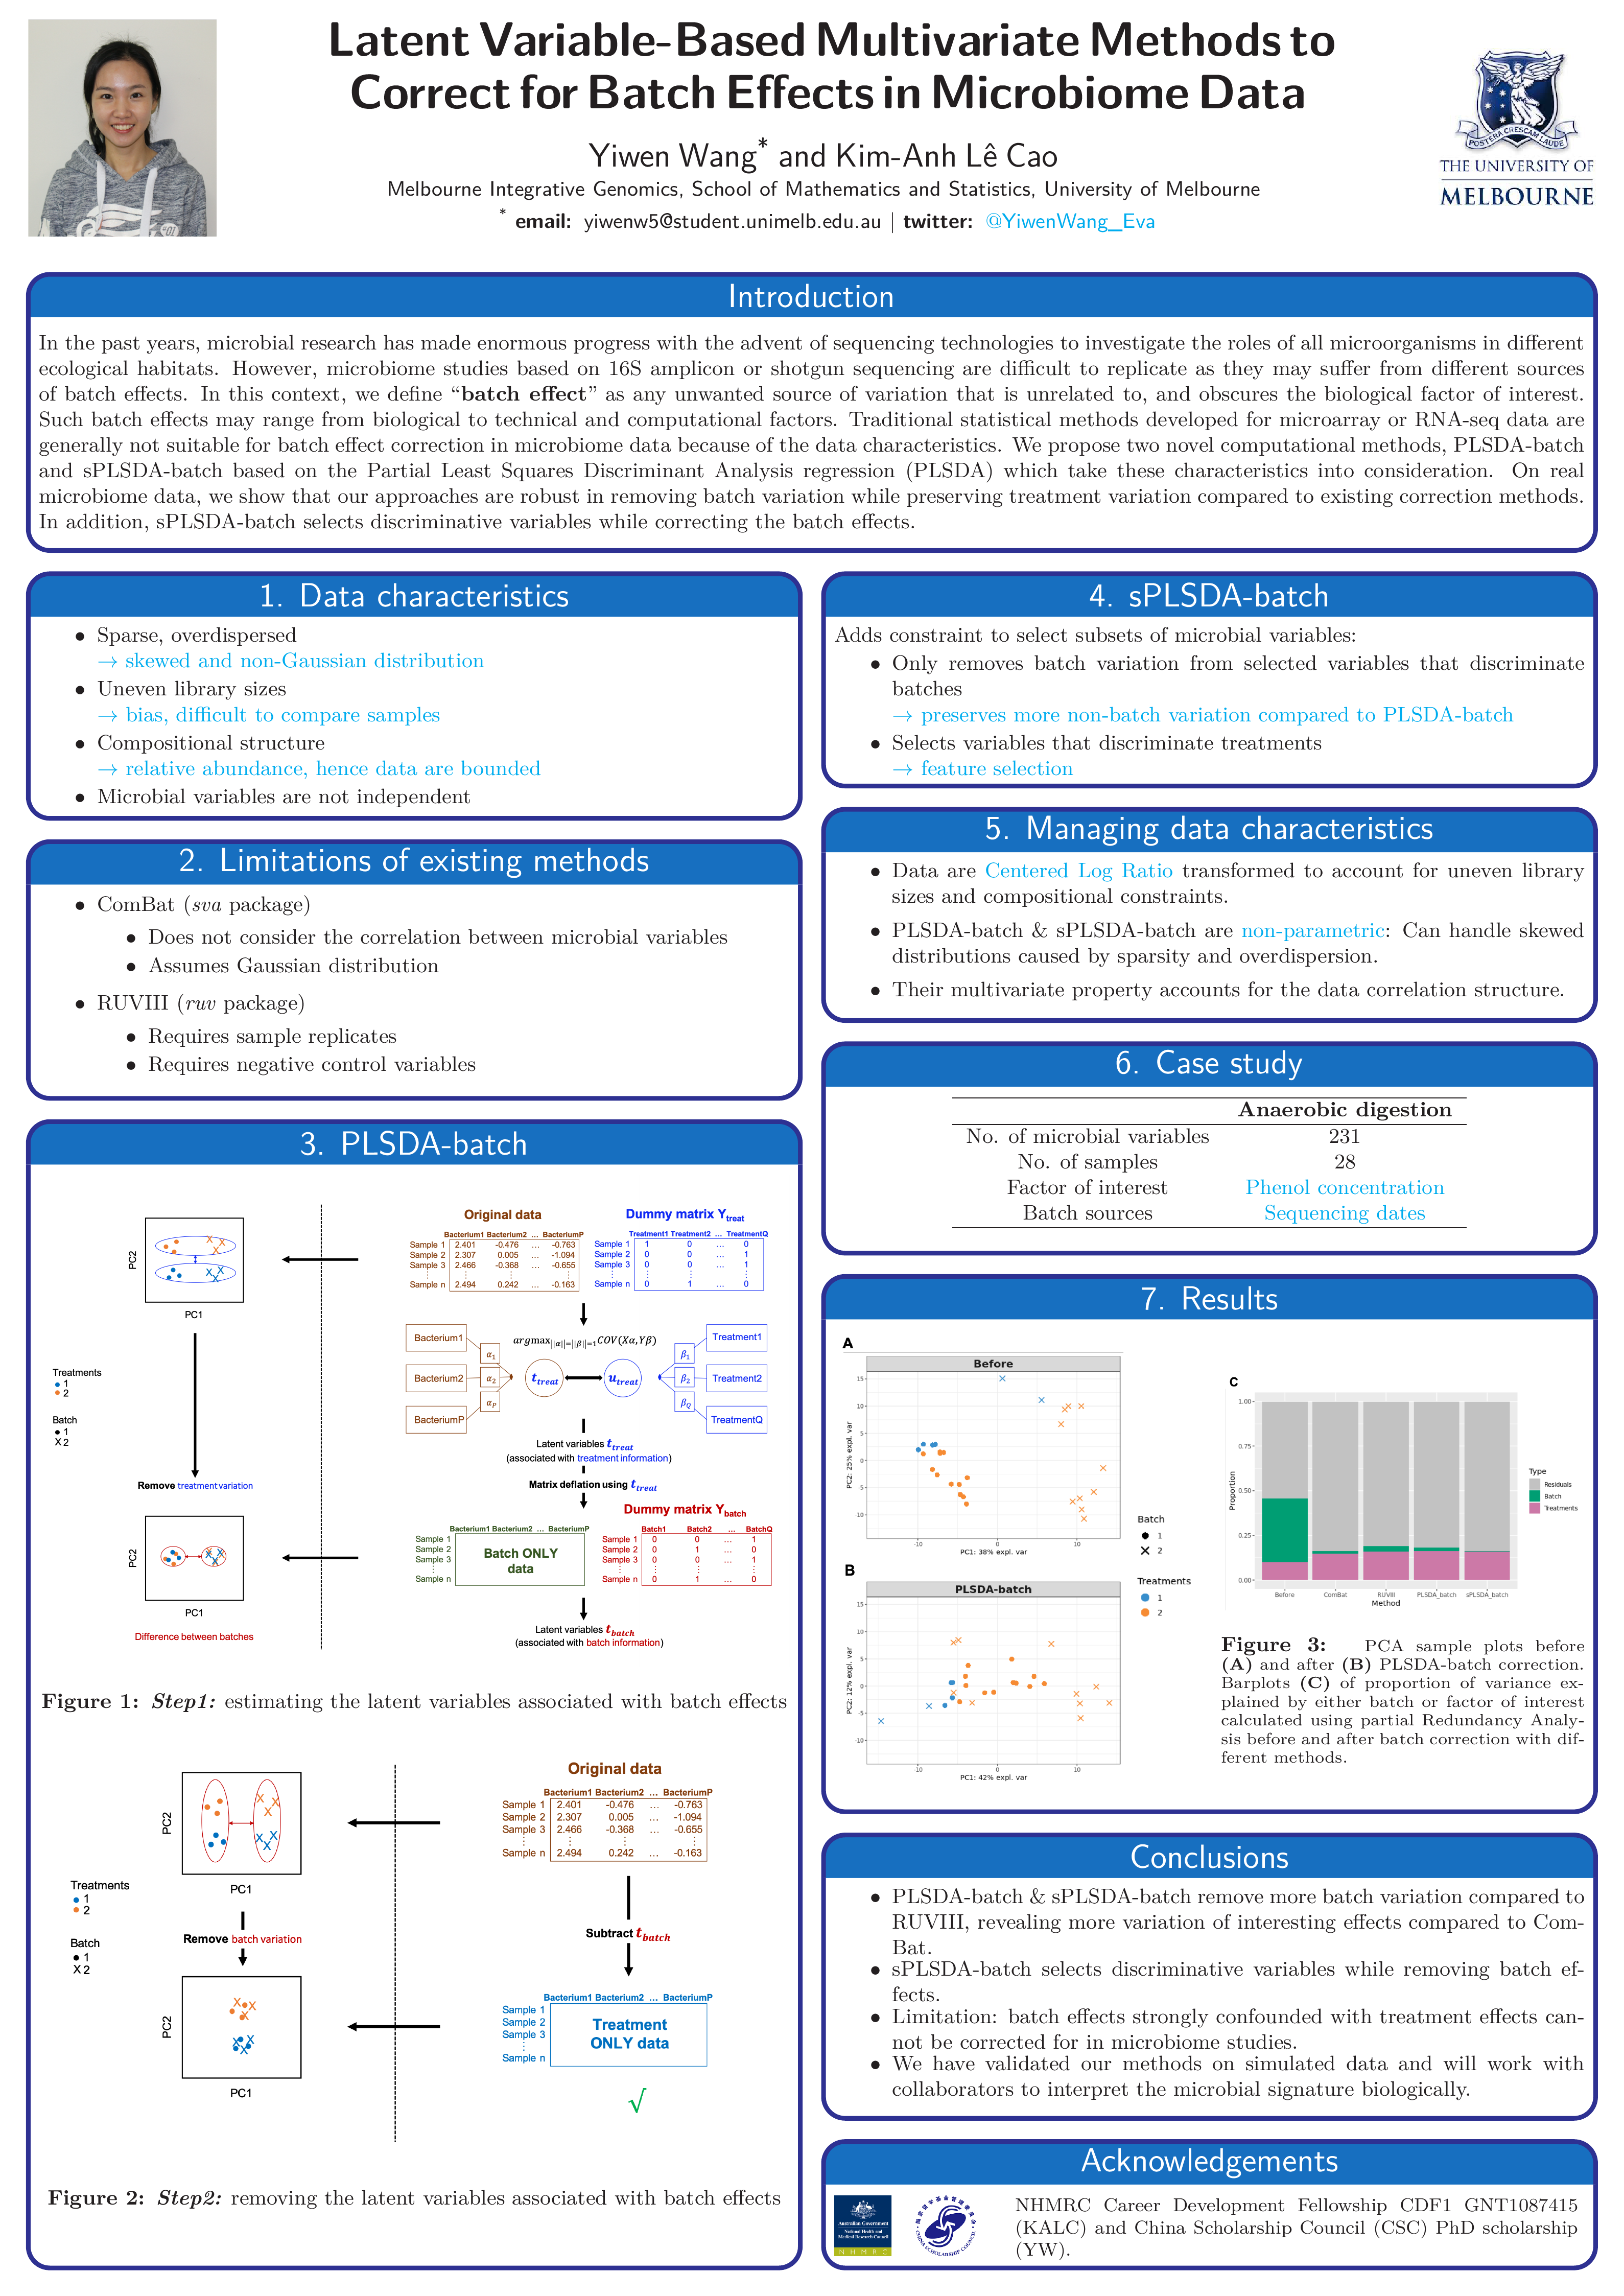 Latent Variable-Based Multivariate Methods to
Correct for Batch Effects in Microbiome Data
Yiwen Wang* and Kim-Anh Lê Cao
Melbourne Integrative Genomics, School of Mathematics and Statistics, University of Melbourne
* email: yiwenw5@student.unimelb.edu.au | twitter: @YiwenWang_Eva
POSTERA CRESCAM LAUDE
THE UNIVERSITY OF
MELBOURNE
Introduction
In the past years, microbial research has made enormous progress with the advent of sequencing technologies to investigate the roles of all microorganisms in different
ecological habitats. However, microbiome studies based on 16S amplicon or shotgun sequencing are difficult to replicate as they may suffer from different sources
of batch effects. In this context, we define “batch effect” as any unwanted source of variation that is unrelated to, and obscures the biological factor of interest.
Such batch effects may range from biological to technical and computational factors. Traditional statistical methods developed for microarray or RNA-seq data are
generally not suitable for batch effect correction in microbiome data because of the data characteristics. We propose two novel computational methods, PLSDA-batch
and sPLSDA-batch based on the Partial Least Squares Discriminant Analysis regression (PLSDA) which take these characteristics into consideration. On real
microbiome data, we show that our approaches are robust in removing batch variation while preserving treatment variation compared to existing correction methods.
In addition, sPLSDA-batch selects discriminative variables while correcting the batch effects.
1. Data characteristics
• Sparse, overdispersed
→ skewed and non-Gaussian distribution
• Uneven library sizes
→ bias, difficult to compare samples
• Compositional structure
→ relative abundance, hence data are bounded
• Microbial variables are not independent
2. Limitations of existing methods
• ComBat (sva package)
• Does not consider the correlation between microbial variables
• Assumes Gaussian distribution
• RUVIII (ruv package)
• Requires sample replicates
• Requires negative control variables
3. PLSDA-batch
PC2
PC1
Treatments
1
2
Batch
1
X 2
Remove treatment variation
PC2
PC1
Difference between batches
Original data
Bacterium1 Bacterium2 ... BacteriumP
Sample 1 2.401 -0.476 ... -0.763
Sample 2 2.307 0.005 ... -1.094
Sample 3 2.466 -0.368 ... -0.655
⋮ ⋮ ⋮ ⋮
Sample n 2.494 0.242 ... -0.163
Dummy matrix Y treat
Treatment1 Treatment2 ... TreatmentQ
Sample 1 1 0 ... 0
Sample 2 0 0 ... 1
Sample 3 0 0 ... 1
⋮ ⋮ ⋮ ⋮
Sample n 0 1 ... 0
argmax||α||=||β||=1 COV(Xα,Yβ)
Bacterium1 α1
Bacterium2 α2
BacteriumP αP
t treat
u treat
β1 Treatment1
β2 Treatment2
βQ TreatmentQ
Latent variables t treat
(associated with treatment information)
Matrix deflation using t treat
Bacterium1 Bacterium2 ... BacteriumP
Sample 1
Sample 2
Sample 3
⋮
Sample n
Batch ONLY
data
Dummy matrix Y batch
Batch1 Batch2 ... BatchQ
Sample 1 0 0 ... 1
Sample 2 0 1 ... 0
Sample 3 0 0 ... 1
⋮ ⋮ ⋮ ⋮
Sample n 0 1 ... 0
Latent variables t batch
(associated with batch information)
Figure 1: Step1: estimating the latent variables associated with batch effects
PC2
PC1
Treatments
1
2
Batch
1
X 2
Remove batch variation
PC2
PC1
Original data
Bacterium1 Bacterium2 ... BacteriumP
Sample 1 2.401 -0.476 ... -0.763
Sample 2 2.307 0.005 ... -1.094
Sample 3 2.466 -0.368 ... -0.655
⋮ ⋮ ⋮ ⋮
Sample n 2.494 0.242 ... -0.163
Subtract t batch
Bacterium1 Bacterium2 ... BacteriumP
Sample 1
Sample 2
Sample 3
⋮
Sample n
Treatment
ONLY data
√
Figure 2: Step2: removing the latent variables associated with batch effects
4. sPLSDA-batch
Adds constraint to select subsets of microbial variables:
• Only removes batch variation from selected variables that discriminate
batches
→ preserves more non-batch variation compared to PLSDA-batch
• Selects variables that discriminate treatments
→ feature selection
5. Managing data characteristics
• Data are Centered Log Ratio transformed to account for uneven library
sizes and compositional constraints.
• PLSDA-batch & sPLSDA-batch are non-parametric: Can handle skewed
distributions caused by sparsity and overdispersion.
• Their multivariate property accounts for the data correlation structure.
6. Case study
Anaerobic digestion
No. of microbial variables 231
No. of samples 28
Factor of interest Phenol concentration
Batch sources Sequencing dates
7. Results
A
Before
15
10
5
0
-5
-10
PC2: 25% expl. var
-10 0 10
PC1: 38% expl. var
B
PLSDA-batch
15
10
5
0
-5
-10
PC2: 12% expl. var
-10 0 10
PC1: 42% expl. var
Batch
1
2
Treatments
1
2
C
1.00
0.75
0.50
0.25
0.00
Proportion
Before ComBat RUVIII PLSDA_batch sPLSDA_batch
Method
Type
Residuals
Batch
Treatments
Figure 3: PCA sample plots before
(A) and after (B) PLSDA-batch correction.
Barplots (C) of proportion of variance ex-
plained by either batch or factor of interest
calculated using partial Redundancy Analy-
sis before and after batch correction with dif-
ferent methods.
Conclusions
• PLSDA-batch & sPLSDA-batch remove more batch variation compared to
RUVIII, revealing more variation of interesting effects compared to Com-
Bat.
• sPLSDA-batch selects discriminative variables while removing batch ef-
fects.
• Limitation: batch effects strongly confounded with treatment effects can-
not be corrected for in microbiome studies.
• We have validated our methods on simulated data and will work with
collaborators to interpret the microbial signature biologically.
Acknowledgements
Australian Government
National Health and
Medical Research Council
N H M R C
CHINA SCHOLARSHIP COUNCIL
NHMRC Career Development Fellowship CDF1 GNT1087415
(KALC) and China Scholarship Council (CSC) PhD scholarship
(YW).